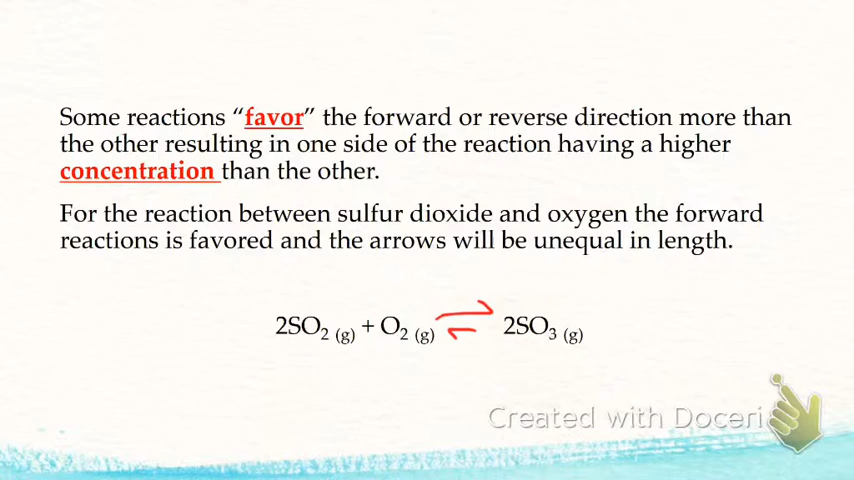 Some reactions “favor” the forward or reverse direction more than
the other resulting in one side of the reaction having a higher
concentration than the other.
For the reaction between sulfur dioxide and oxygen the forward
reactions is favored and the arrows will be unequal in length.
2SO₂ (g) + O₂ (g) ⇌ 2SO₃ (g)
Created with Doceri